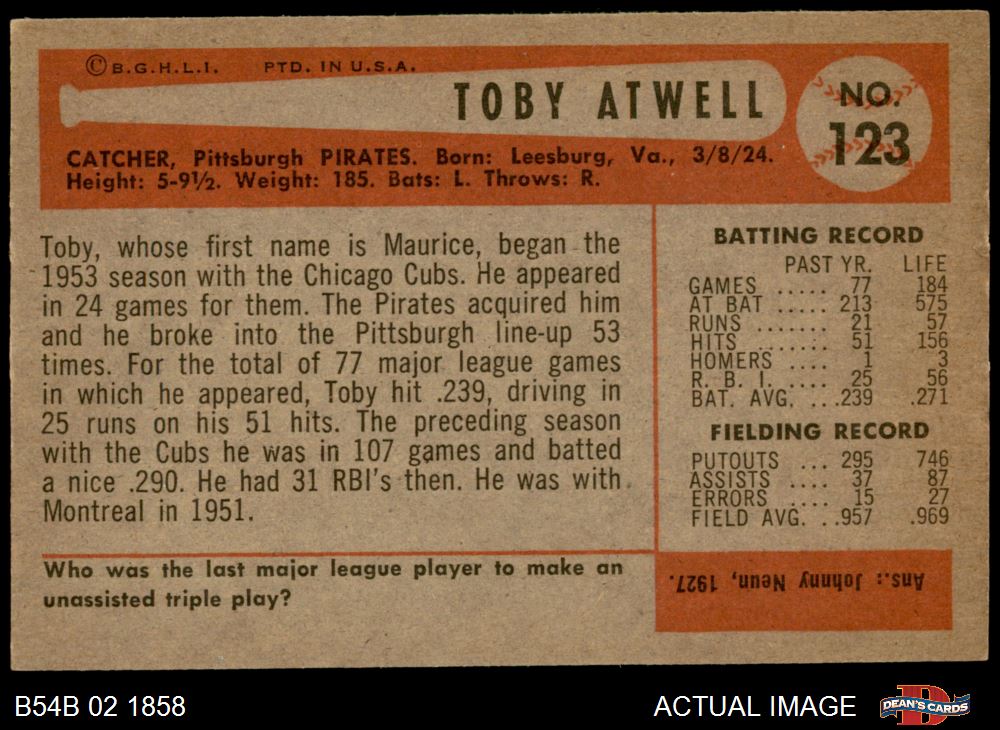 ©B.G.H.L.I. PTD. IN U.S.A.
TOBY ATWELL
NO.
123
CATCHER, Pittsburgh PIRATES. Born: Leesburg, Va., 3/8/24.
Height: 5-9½. Weight: 185. Bats: L. Throws: R.
Toby, whose first name is Maurice, began the
1953 season with the Chicago Cubs. He appeared
in 24 games for them. The Pirates acquired him
and he broke into the Pittsburgh line-up 53
times. For the total of 77 major league games
in which he appeared, Toby hit .239, driving in
25 runs on his 51 hits. The preceding season
with the Cubs he was in 107 games and batted
a nice .290. He had 31 RBI's then. He was with
Montreal in 1951.
BATTING RECORD
PAST YR. LIFE
GAMES ..... 77 184
AT BAT ..... 213 575
RUNS ....... 21 57
HITS ....... 51 156
HOMERS .... 1 3
R. B. I. .... 25 56
BAT. AVG. ...239 .271
FIELDING RECORD
PUTOUTS ... 295 746
ASSISTS .... 37 87
ERRORS .... 15 27
FIELD AVG. ..957 .969
Who was the last major league player to make an
unassisted triple play?
Ans.: Johnny Neun, 1927.
B54B 02 1858
ACTUAL IMAGE
D
DEAN'S CARDS